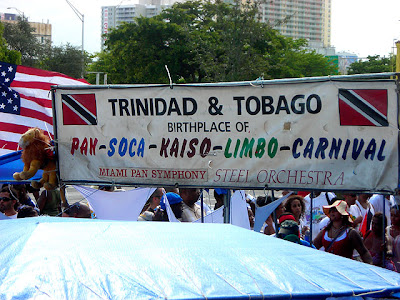 TRINIDAD & TOBAGO
BIRTHPLACE OF
PAN-SOCA-KAISO-LIMBO-CARNIVAL
MIAMI PAN SYMPHONY STEEL ORCHESTRA